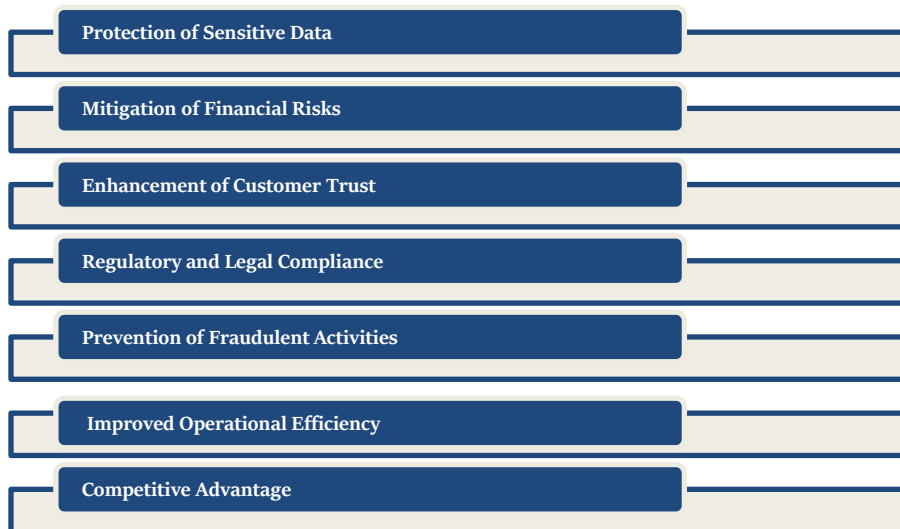 Protection of Sensitive Data
Mitigation of Financial Risks
Enhancement of Customer Trust
Regulatory and Legal Compliance
Prevention of Fraudulent Activities
Improved Operational Efficiency
Competitive Advantage